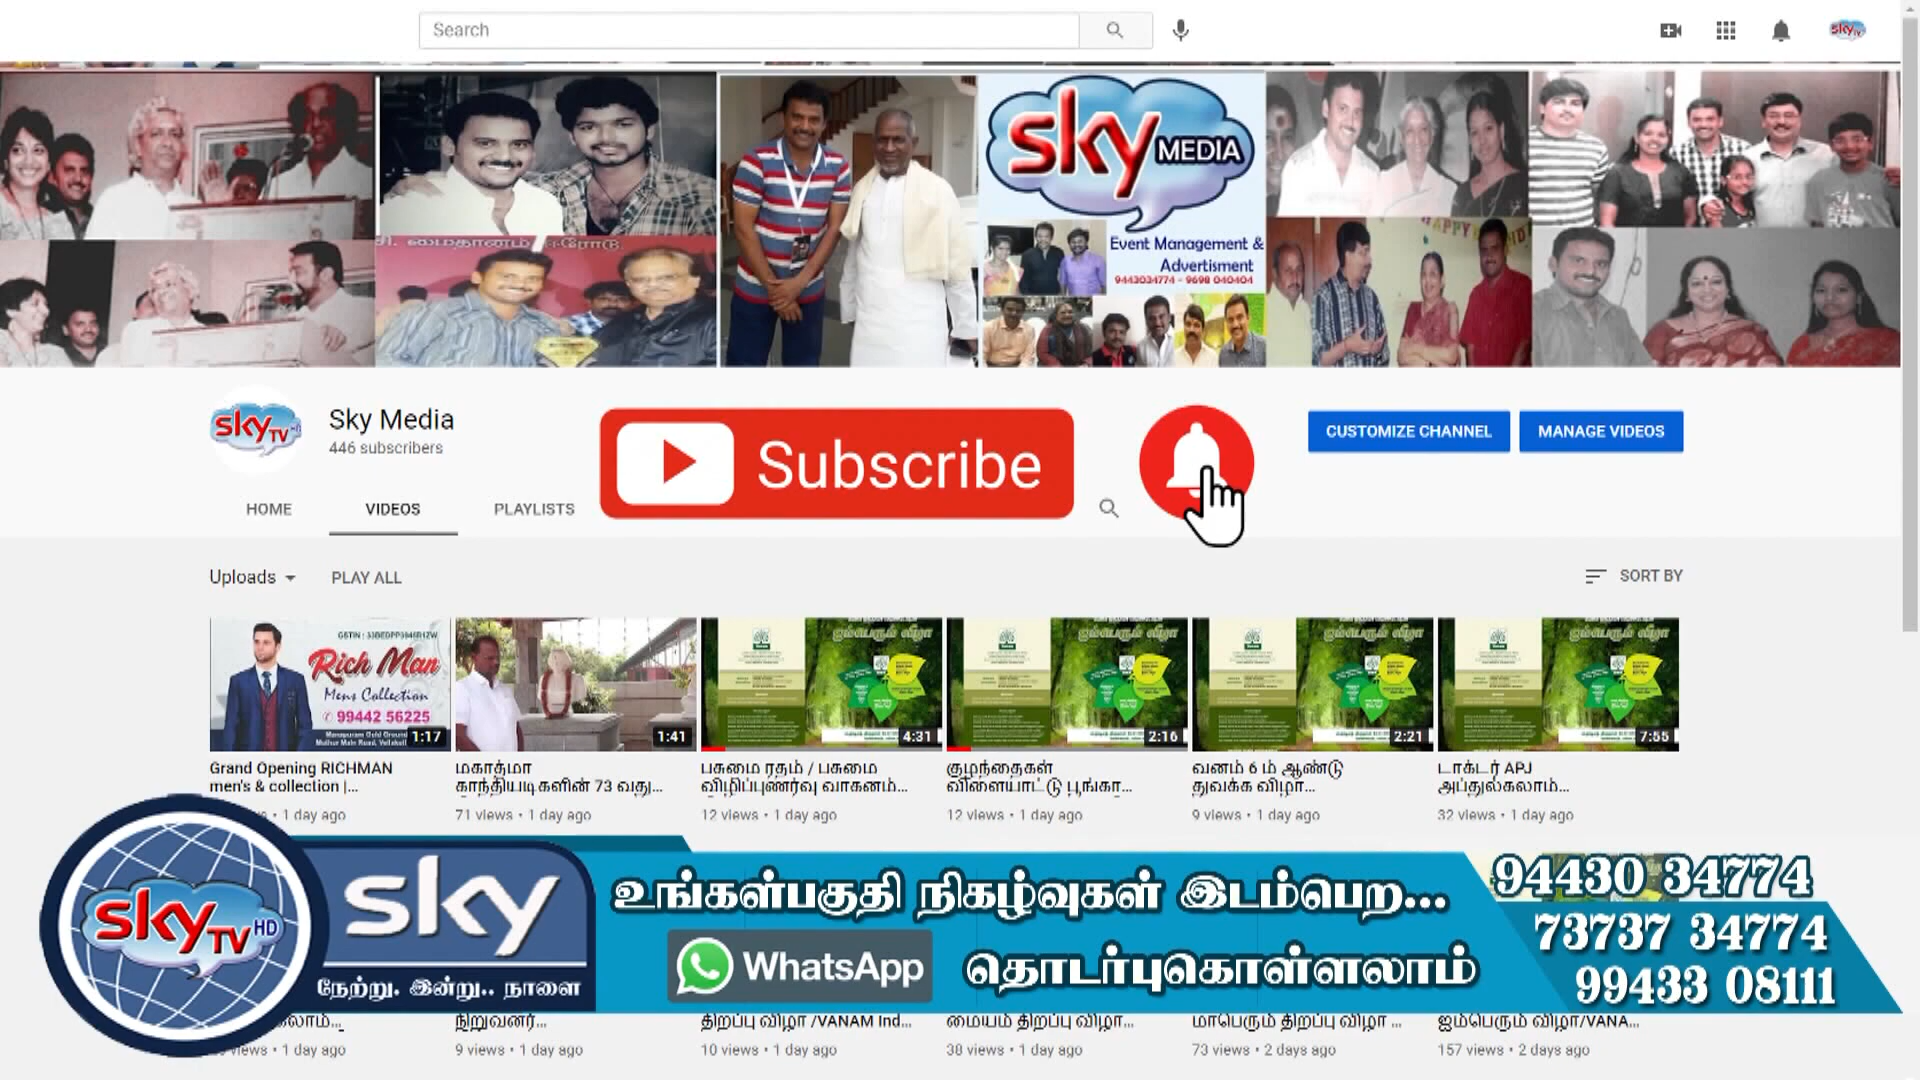 Search
sky MEDIA
Event Management &
Advertisment
9443034774 - 9698 040404
sky TV
Sky Media
446 subscribers
Subscribe
CUSTOMIZE CHANNEL
MANAGE VIDEOS
HOME
VIDEOS
PLAYLISTS
Uploads
PLAY ALL
SORT BY
Rich Man
Mens Collection
99442 56225
1:17
1:41
4:31
2:16
2:21
7:55
Grand Opening RICHMAN
men's & collection |...
1 day ago
மகாத்மா
காந்தியடிகளின் 73 வது...
71 views • 1 day ago
பசுமை ரதம் / பசுமை
விழிப்புணர்வு வாகனம்...
12 views • 1 day ago
குழந்தைகள்
விளையாட்டு பூங்கா...
12 views • 1 day ago
வனம் 6 ம் ஆண்டு
துவக்க விழா...
9 views • 1 day ago
டாக்டர் APJ
அப்துல்கலாம்...
32 views • 1 day ago
sky TV HD
sky
நேற்று. இன்று.. நாளை
உங்கள்பகுதி நிகழ்வுகள் இடம்பெற...
WhatsApp தொடர்புகொள்ளலாம்
94430 34774
73737 34774
99433 08111
views • 1 day ago
நிறுவனர்...
9 views • 1 day ago
திறப்பு விழா /VANAM Ind...
10 views • 1 day ago
மையம் திறப்பு விழா...
38 views • 1 day ago
மாபெரும் திறப்பு விழா ...
73 views • 2 days ago
ஐம்பெரும் விழா/VANA...
157 views • 2 days ago